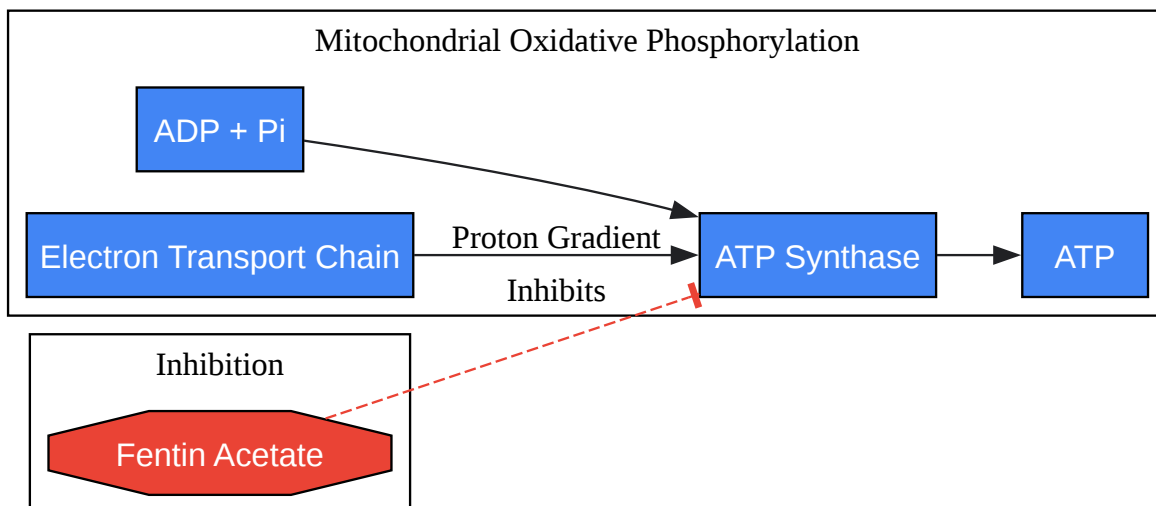 Mitochondrial Oxidative Phosphorylation
ADP + Pi
Electron Transport Chain
Proton Gradient
ATP Synthase
ATP
Inhibits
Inhibition
Fentin Acetate